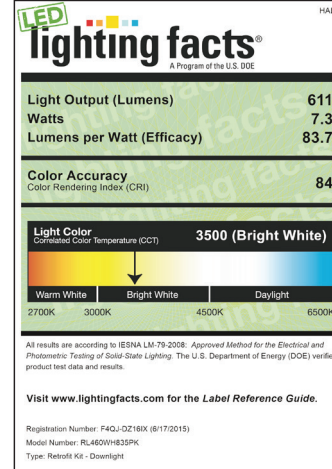 LED
HA
lighting facts®
A Program of the U.S. DOE
Light Output (Lumens) 611
Watts 7.3
Lumens per Watt (Efficacy) 83.7
Color Accuracy 84
Color Rendering Index (CRI)
Light Color 3500 (Bright White)
Correlated Color Temperature (CCT)
Warm White Bright White Daylight
2700K 3000K 4500K 6500K
All results are according to IESNA LM-79-2008: Approved Method for the Electrical and
Photometric Testing of Solid-State Lighting. The U.S. Department of Energy (DOE) verifie
product test data and results.
Visit www.lightingfacts.com for the Label Reference Guide.
Registration Number: F4QJ-DZ16IX (6/17/2015)
Model Number: RL460WH835PK
Type: Retrofit Kit - Downlight